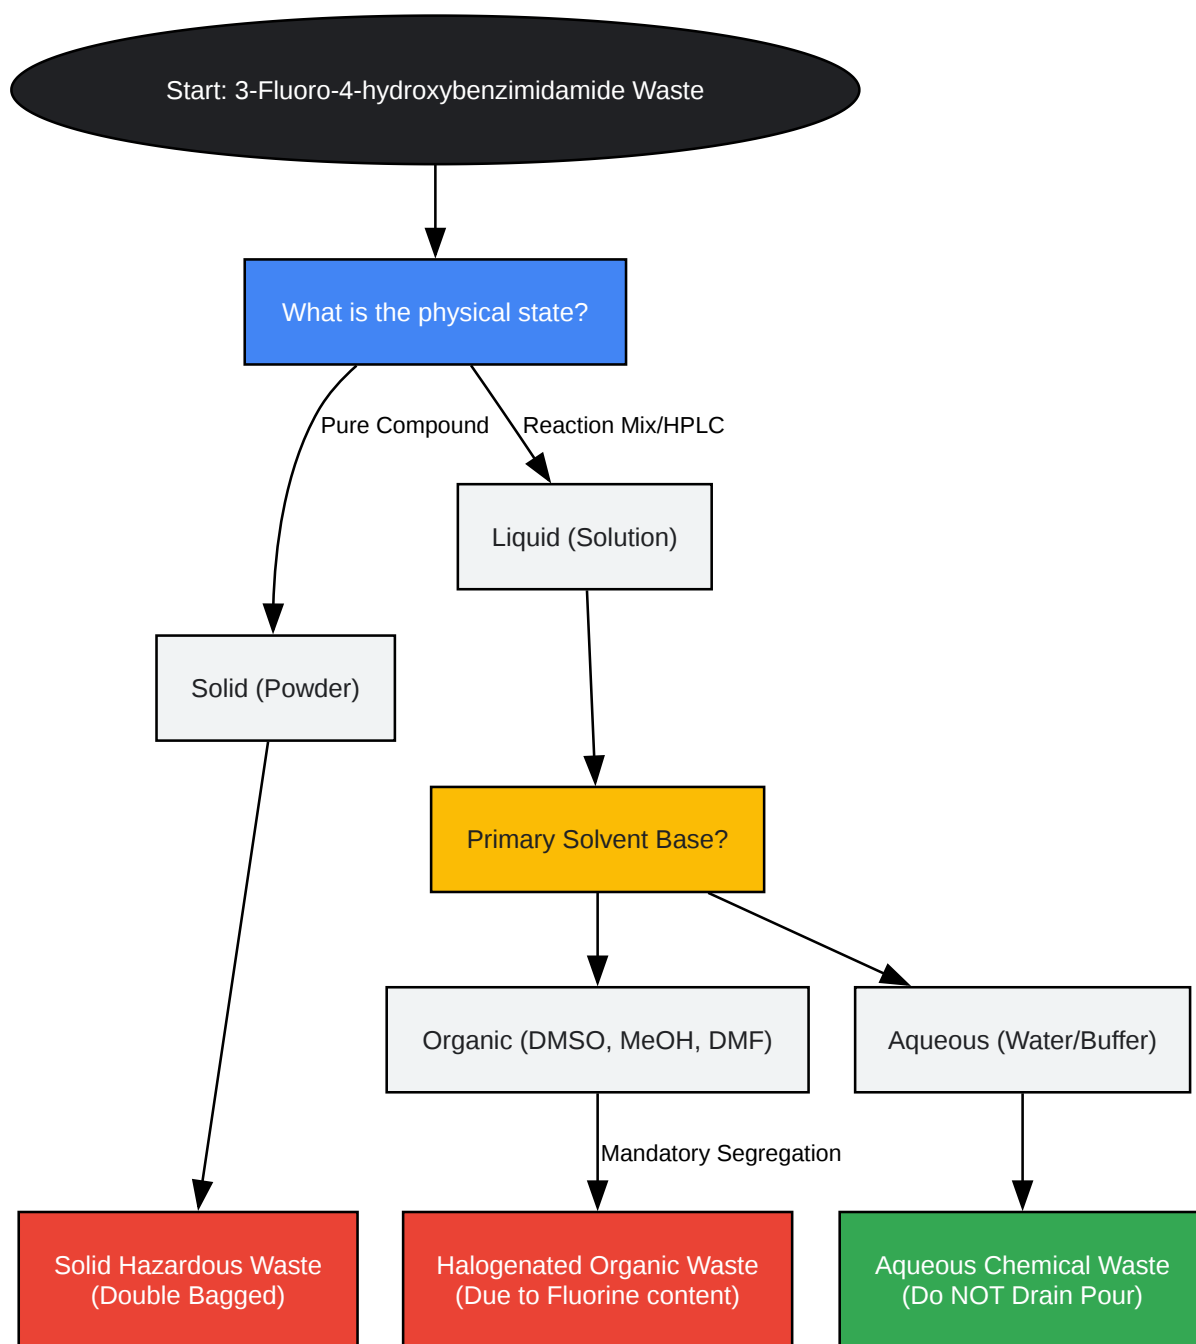 Start: 3-Fluoro-4-hydroxybenzimidamide Waste
What is the physical state?
Pure Compound
Reaction Mix/HPLC
Liquid (Solution)
Solid (Powder)
Primary Solvent Base?
Organic (DMSO, MeOH, DMF)
Aqueous (Water/Buffer)
Mandatory Segregation
Solid Hazardous Waste
(Double Bagged)
Halogenated Organic Waste
(Due to Fluorine content)
Aqueous Chemical Waste
(Do NOT Drain Pour)